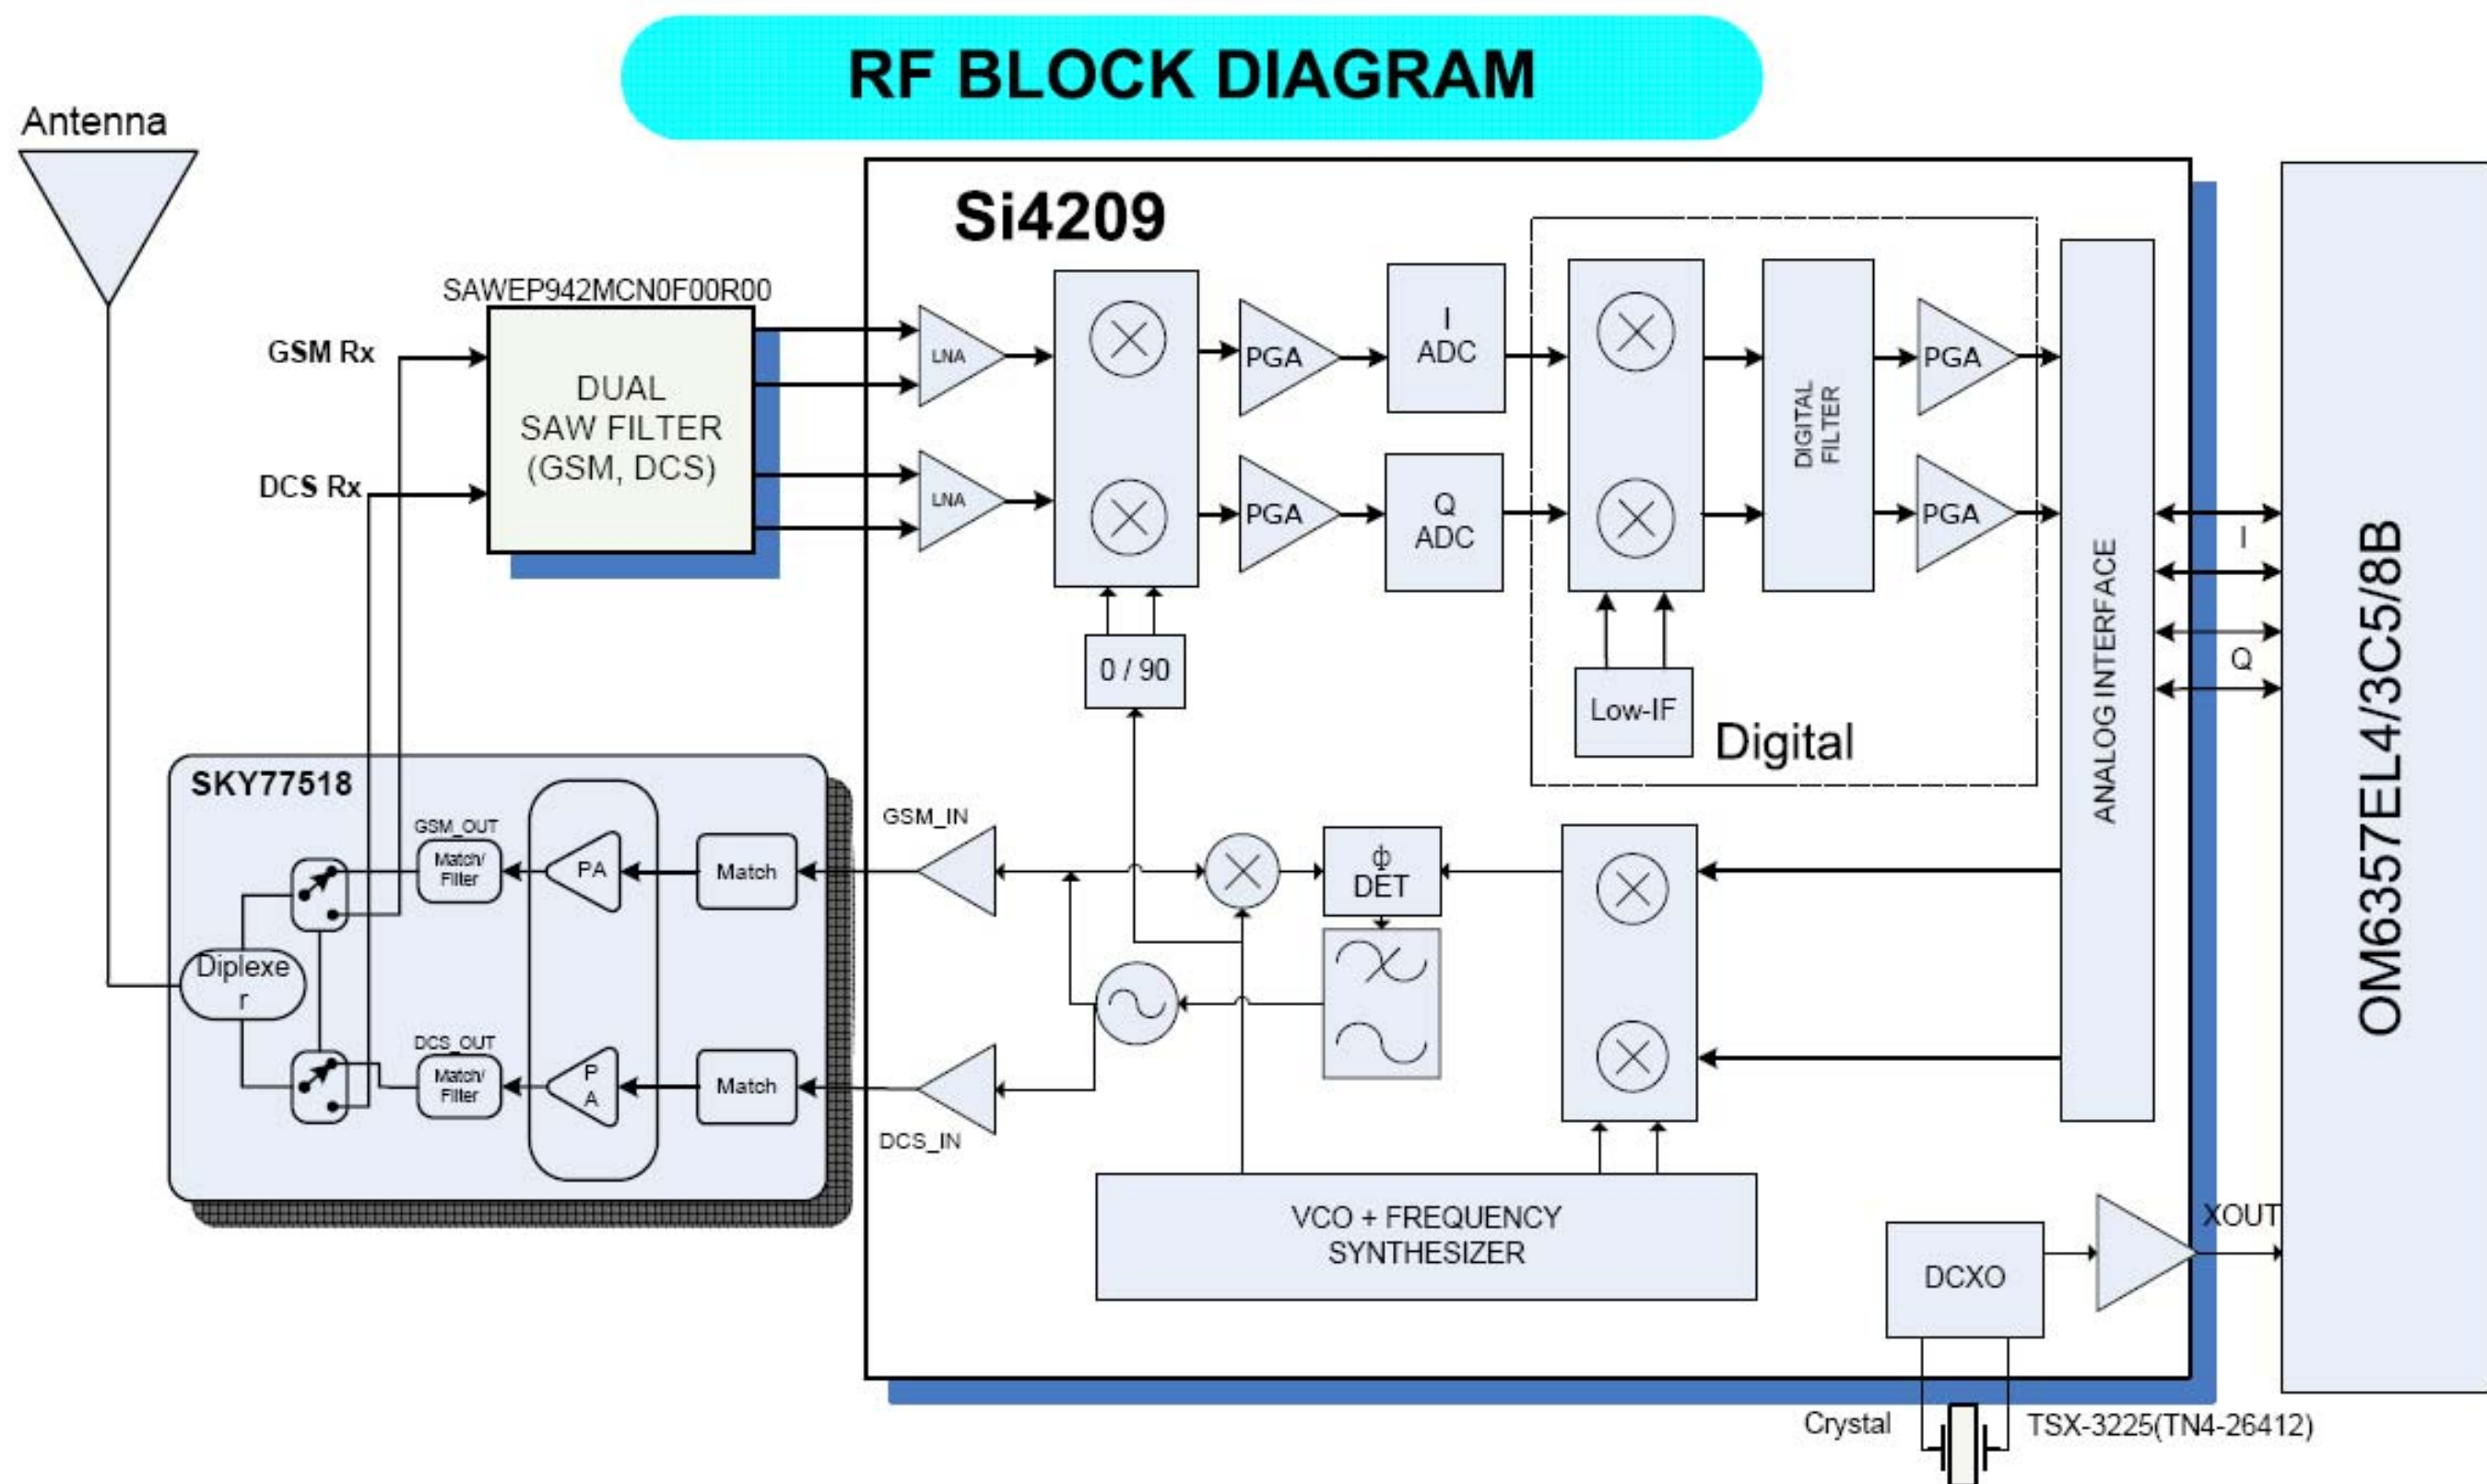 RF BLOCK DIAGRAM
Antenna
Si4209
SAWEP942MCN0F00R00
GSM Rx
DCS Rx
DUAL
SAW FILTER
(GSM, DCS)
LNA
LNA
PGA
PGA
I
ADC
Q
ADC
DIGITAL
FILTER
PGA
PGA
0 / 90
Low-IF
Digital
ANALOG INTERFACE
I
Q
OM6357EL4/3C5/8B
SKY77518
GSM_OUT
Match/
Filter
PA
Match
GSM_IN
ф
DET
Diplexe
r
DCS_OUT
Match/
Filter
P
A
Match
DCS_IN
VCO + FREQUENCY
SYNTHESIZER
DCXO
XOUT
Crystal
TSX-3225(TN4-26412)